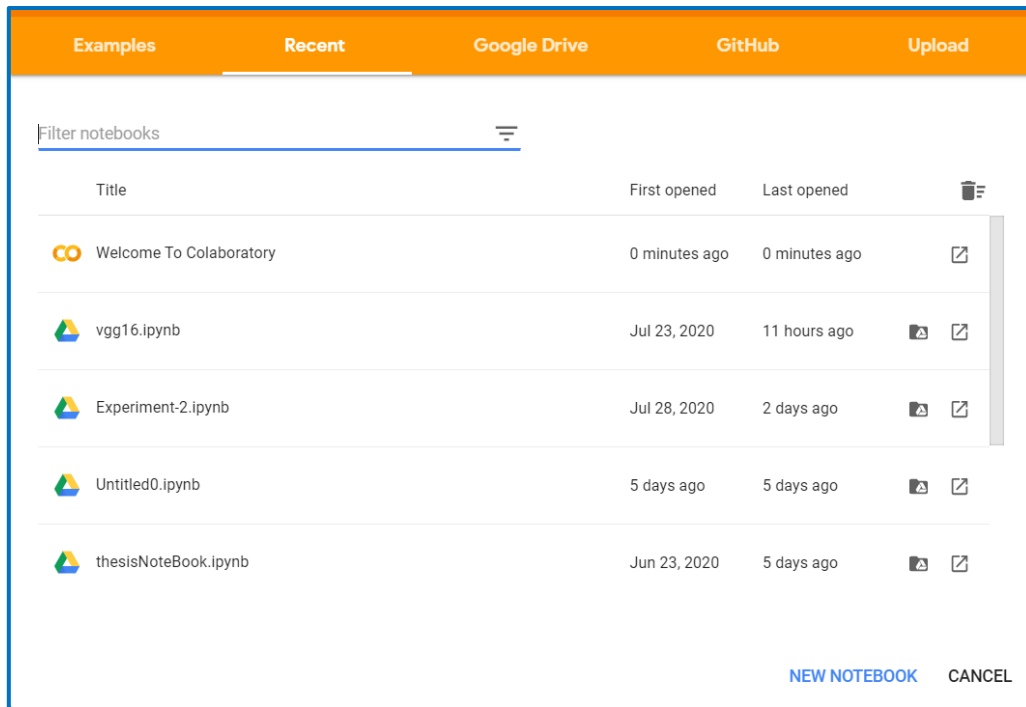 Examples Recent Google Drive GitHub Upload
Filter notebooks
Title First opened Last opened
Welcome To Colaboratory 0 minutes ago 0 minutes ago
vgg16.ipynb Jul 23, 2020 11 hours ago
Experiment-2.ipynb Jul 28, 2020 2 days ago
Untitled0.ipynb 5 days ago 5 days ago
thesisNoteBook.ipynb Jun 23, 2020 5 days ago
NEW NOTEBOOK CANCEL